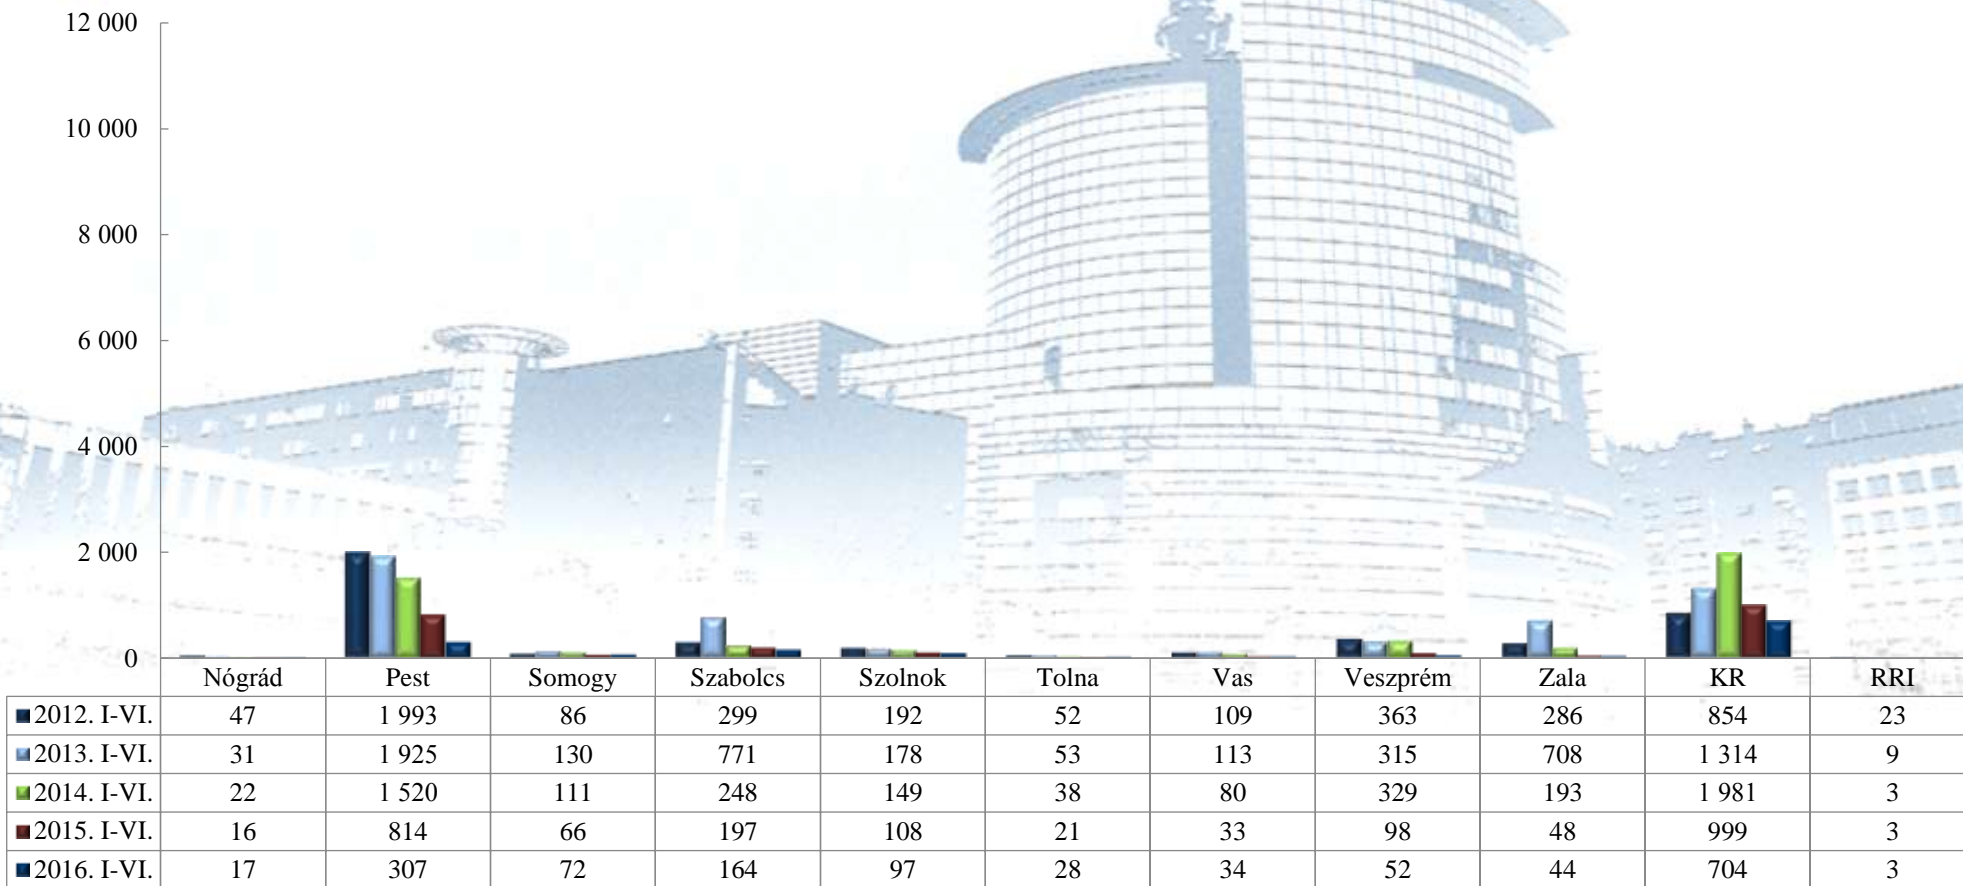 12 000
10 000
8 000
6 000
4 000
2 000
0
Nógrád Pest Somogy Szabolcs Szolnok Tolna Vas Veszprém Zala KR RRI
2012. I-VI. 47 1 993 86 299 192 52 109 363 286 854 23
2013. I-VI. 31 1 925 130 771 178 53 113 315 708 1 314 9
2014. I-VI. 22 1 520 111 248 149 38 80 329 193 1 981 3
2015. I-VI. 16 814 66 197 108 21 33 98 48 999 3
2016. I-VI. 17 307 72 164 97 28 34 52 44 704 3